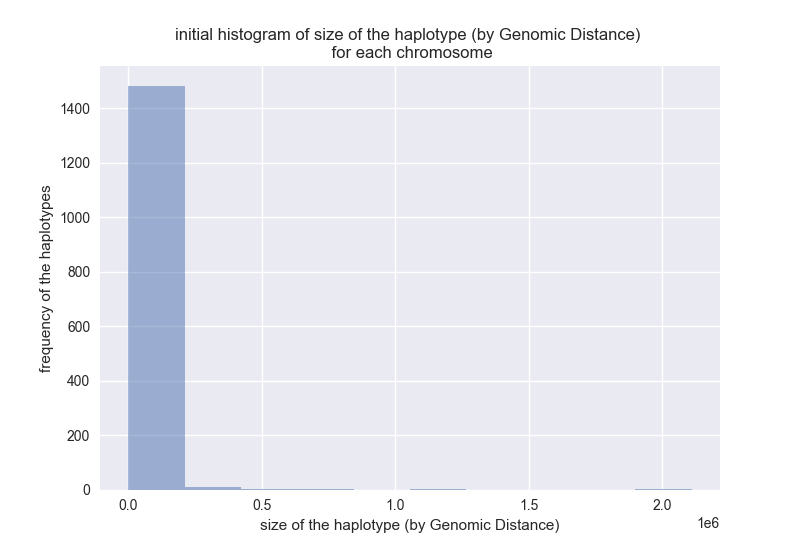 initial histogram of size of the haplotype (by Genomic Distance)
for each chromosome
frequency of the haplotypes
1400
1200
1000
800
600
400
200
0
0.0 0.5 1.0 1.5 2.0
1e6
size of the haplotype (by Genomic Distance)